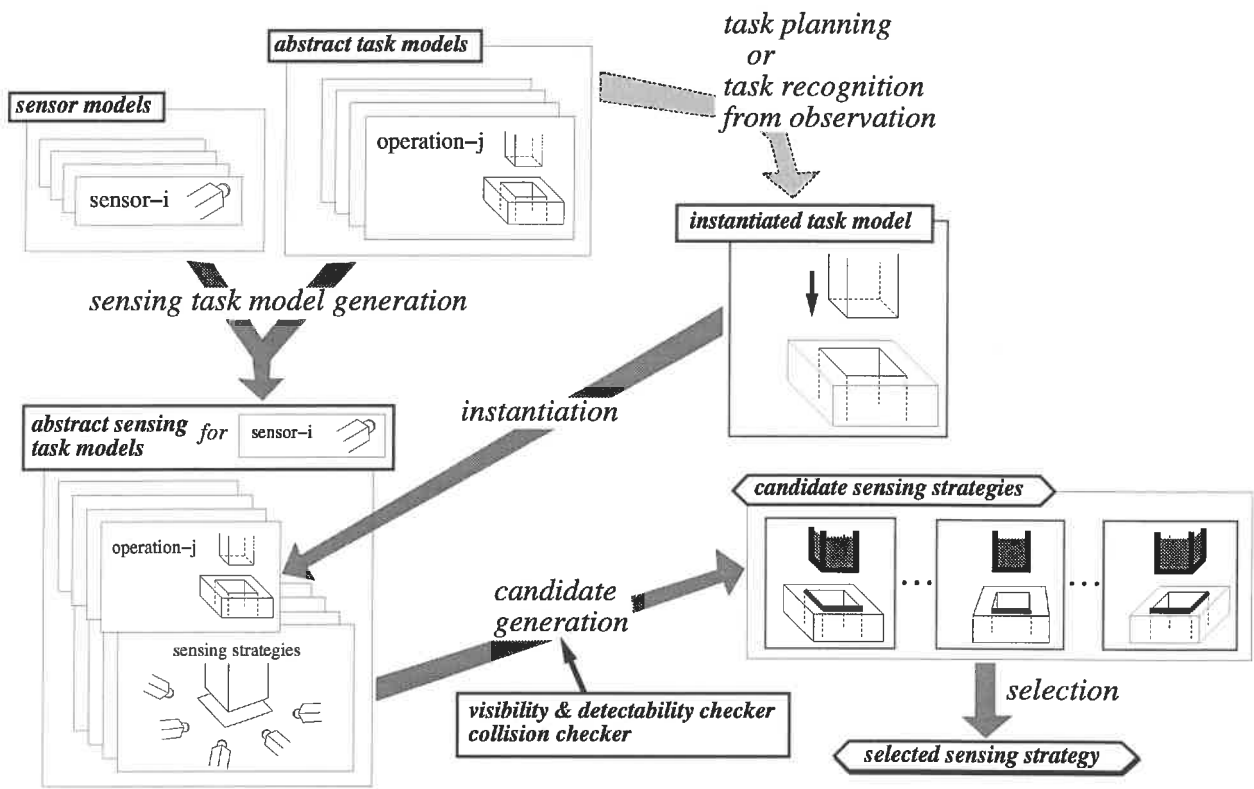 abstract task models
task planning
or
task recognition
from observation
sensor models
operation–j
sensor–i
instantiated task model
sensing task model generation
instantiation
abstract sensing
task models
for
sensor–i
candidate sensing strategies
operation–j
candidate
generation
sensing strategies
selection
visibility & detectability checker
collision checker
selected sensing strategy